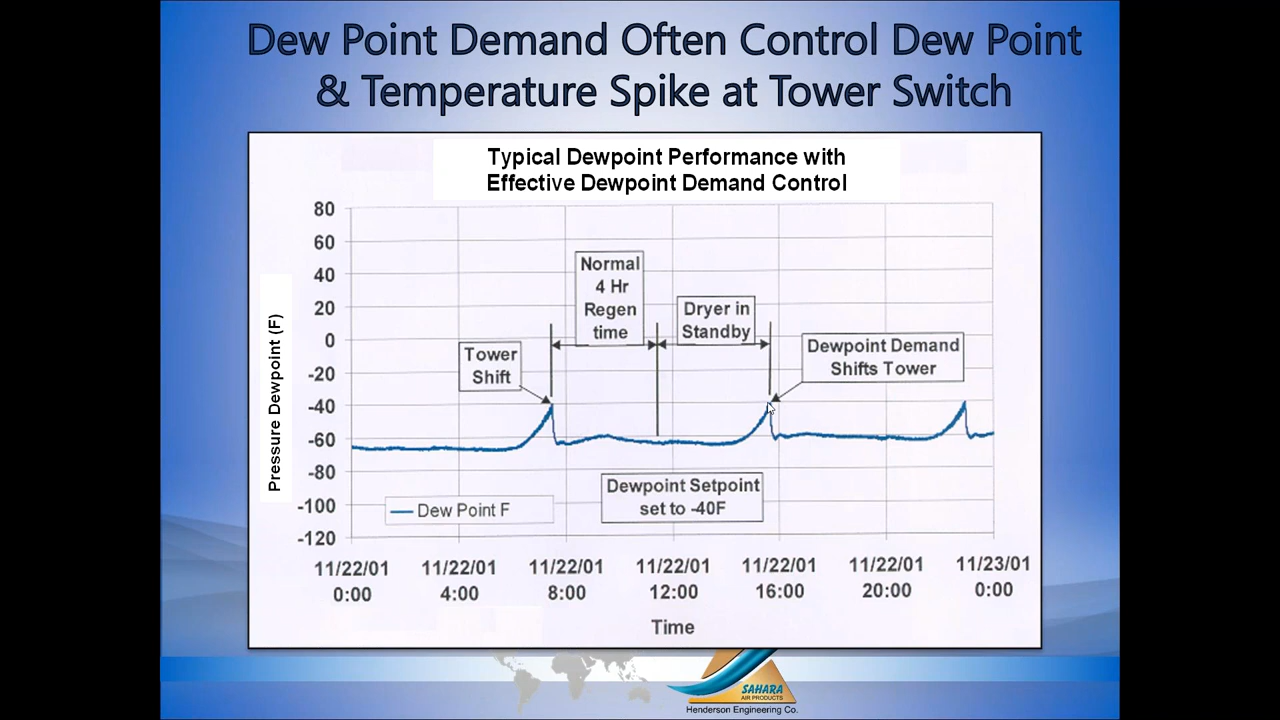 Dew Point Demand Often Control Dew Point
& Temperature Spike at Tower Switch
Typical Dewpoint Performance with
Effective Dewpoint Demand Control
Pressure Dewpoint (F)
80
60
40
20
0
-20
-40
-60
-80
-100
-120
Normal
4 Hr
Regen
time
Dryer in
Standby
Tower
Shift
Dewpoint Demand
Shifts Tower
Dewpoint Setpoint
set to -40F
Dew Point F
11/22/01 11/22/01 11/22/01 11/22/01 11/22/01 11/22/01 11/23/01
0:00 4:00 8:00 12:00 16:00 20:00 0:00
Time
SAHARA
AIR PRODUCTS
Henderson Engineering Co.